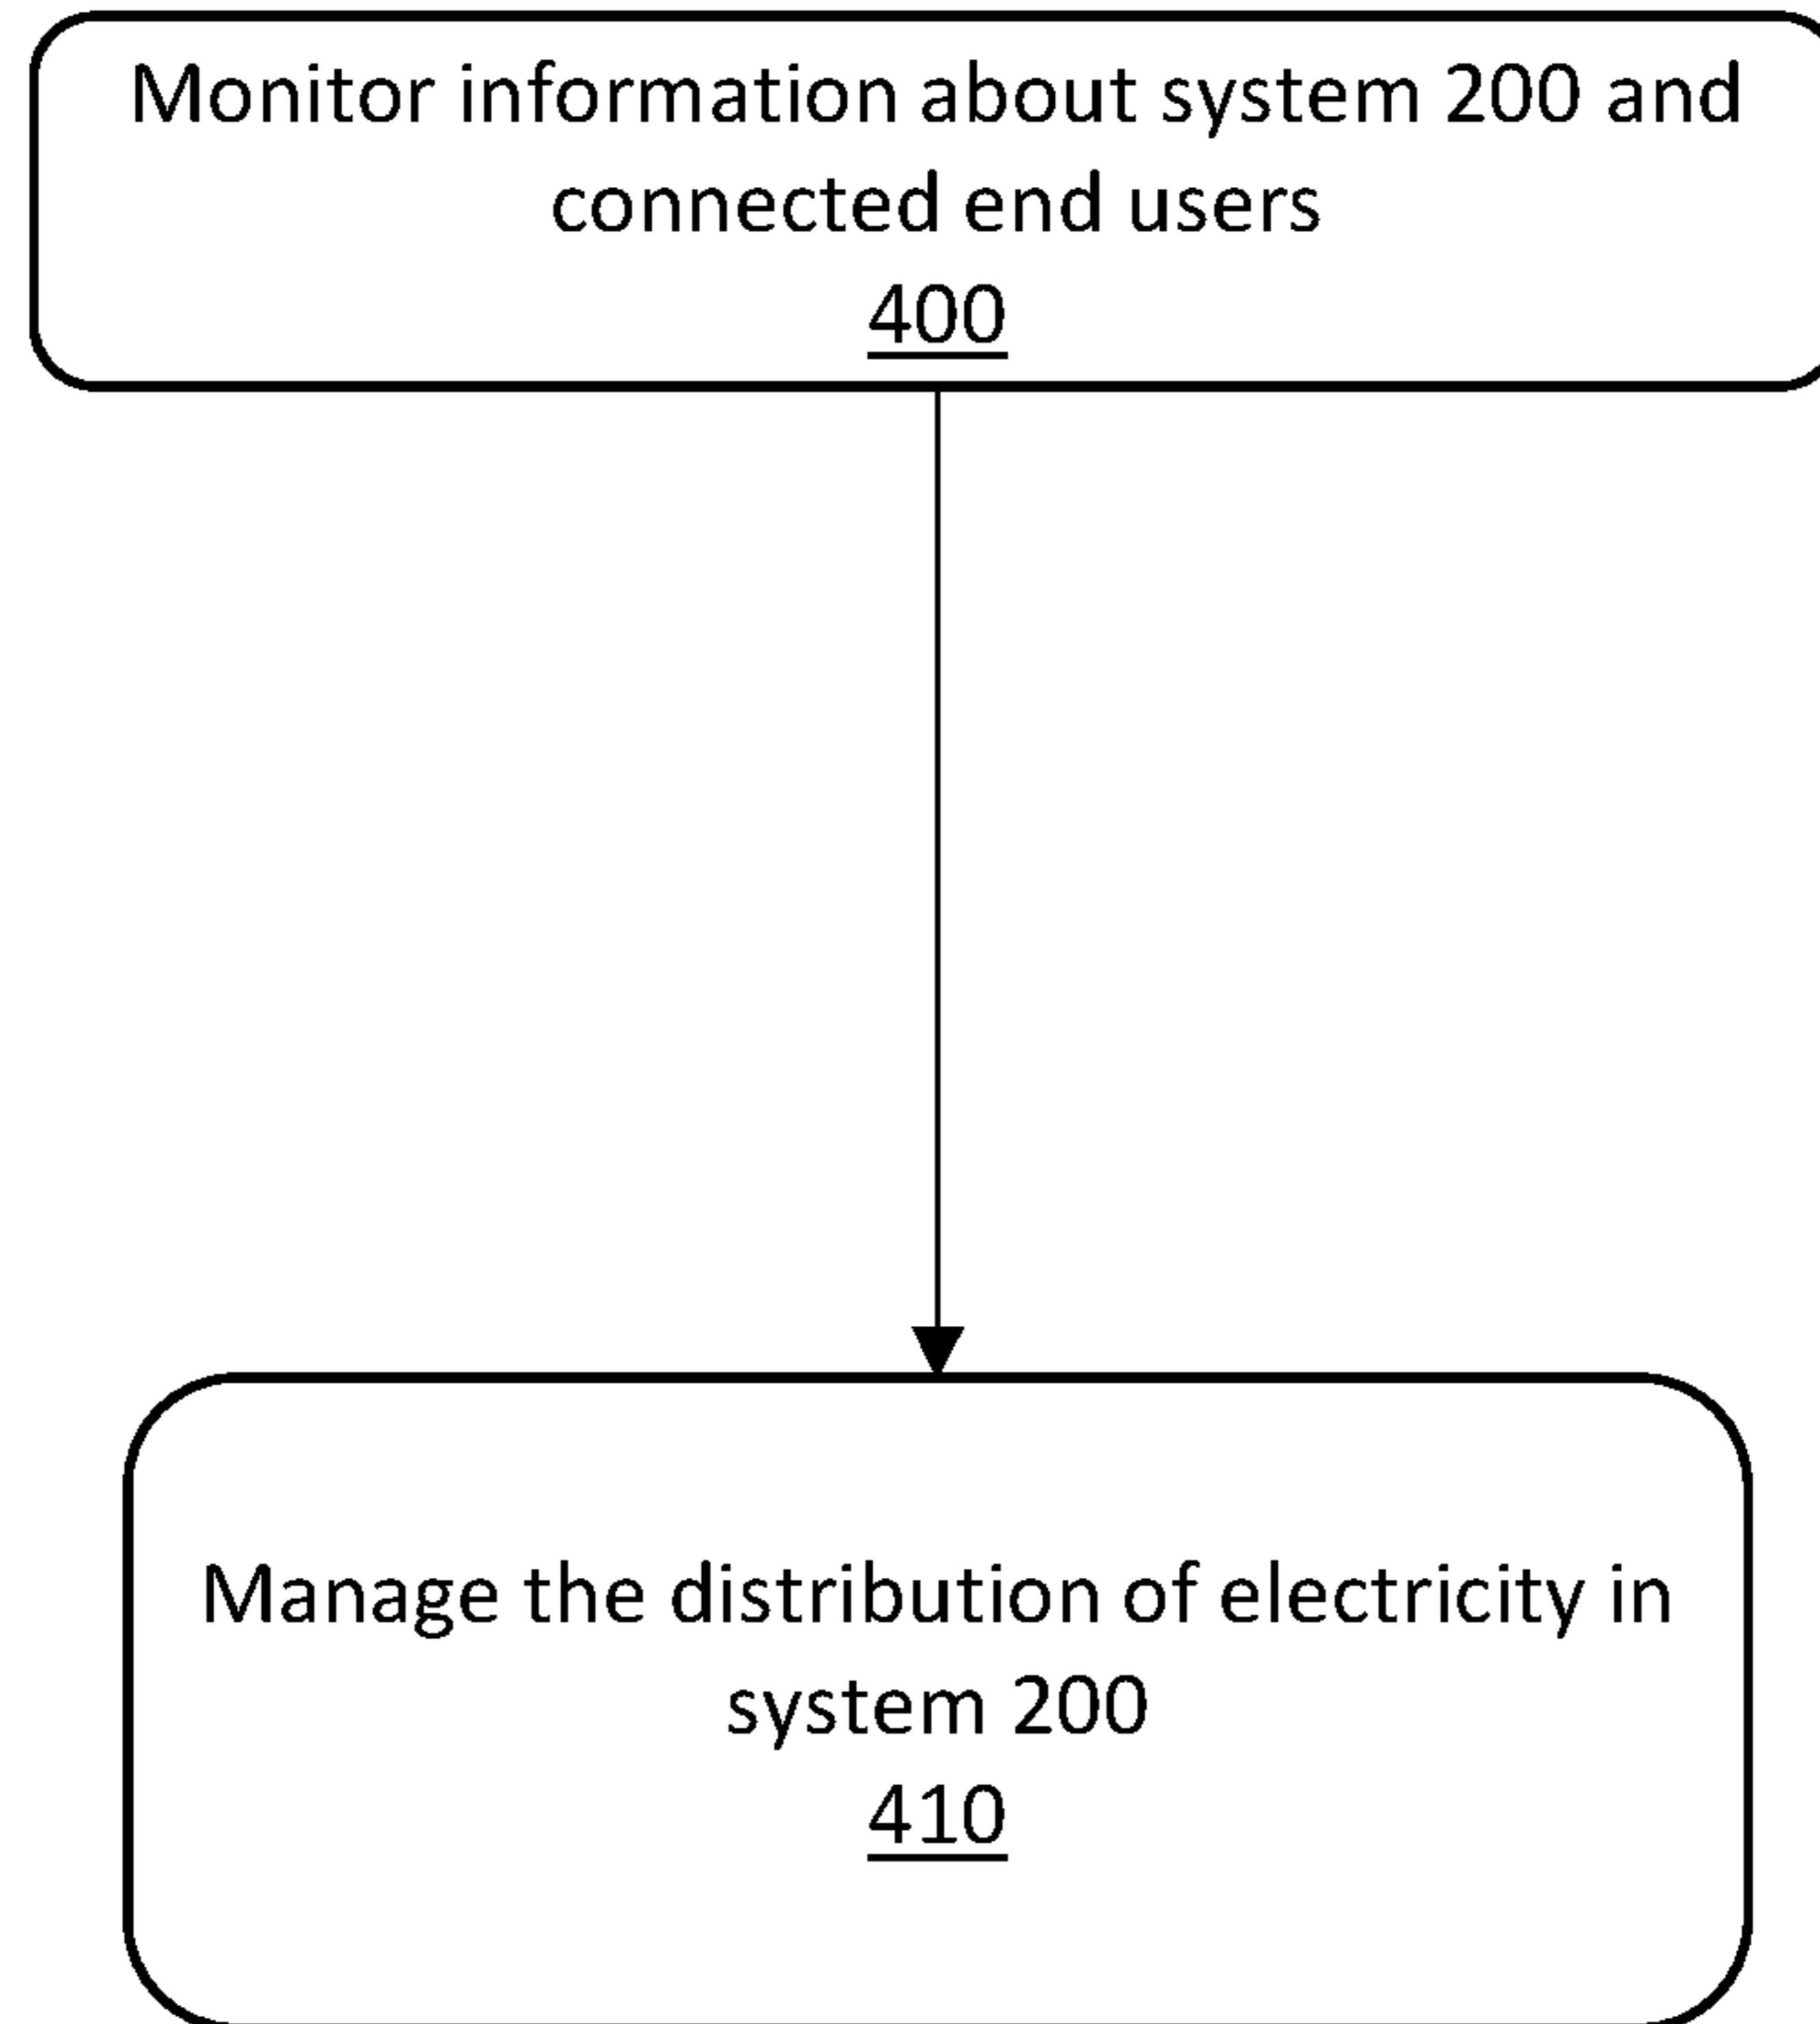 Monitor information about system 200 and
connected end users
400
Manage the distribution of electricity in
system 200
410